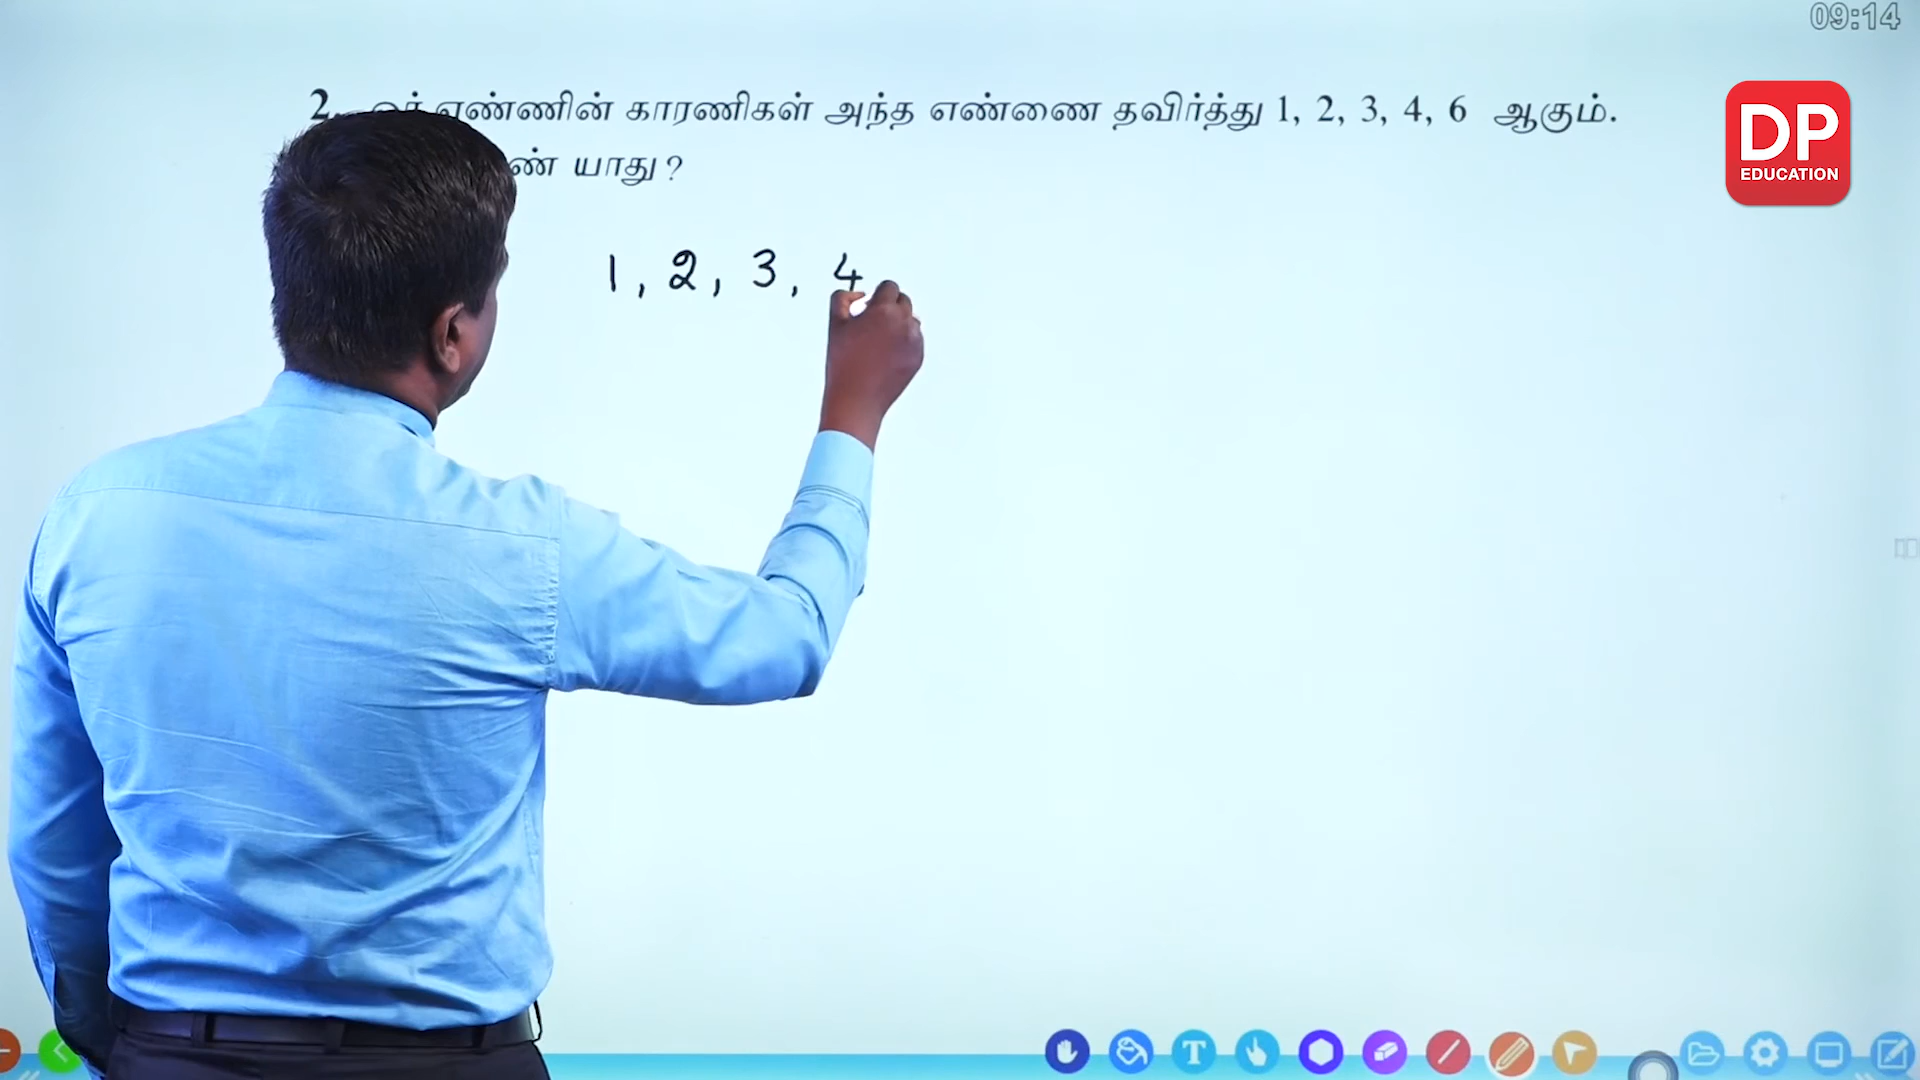 09:14
2. எண்ணின் காரணிகள் அந்த எண்ணை தவிர்த்து 1, 2, 3, 4, 6 ஆகும்.
யாது?
DP
EDUCATION
1, 2, 3, 4
T